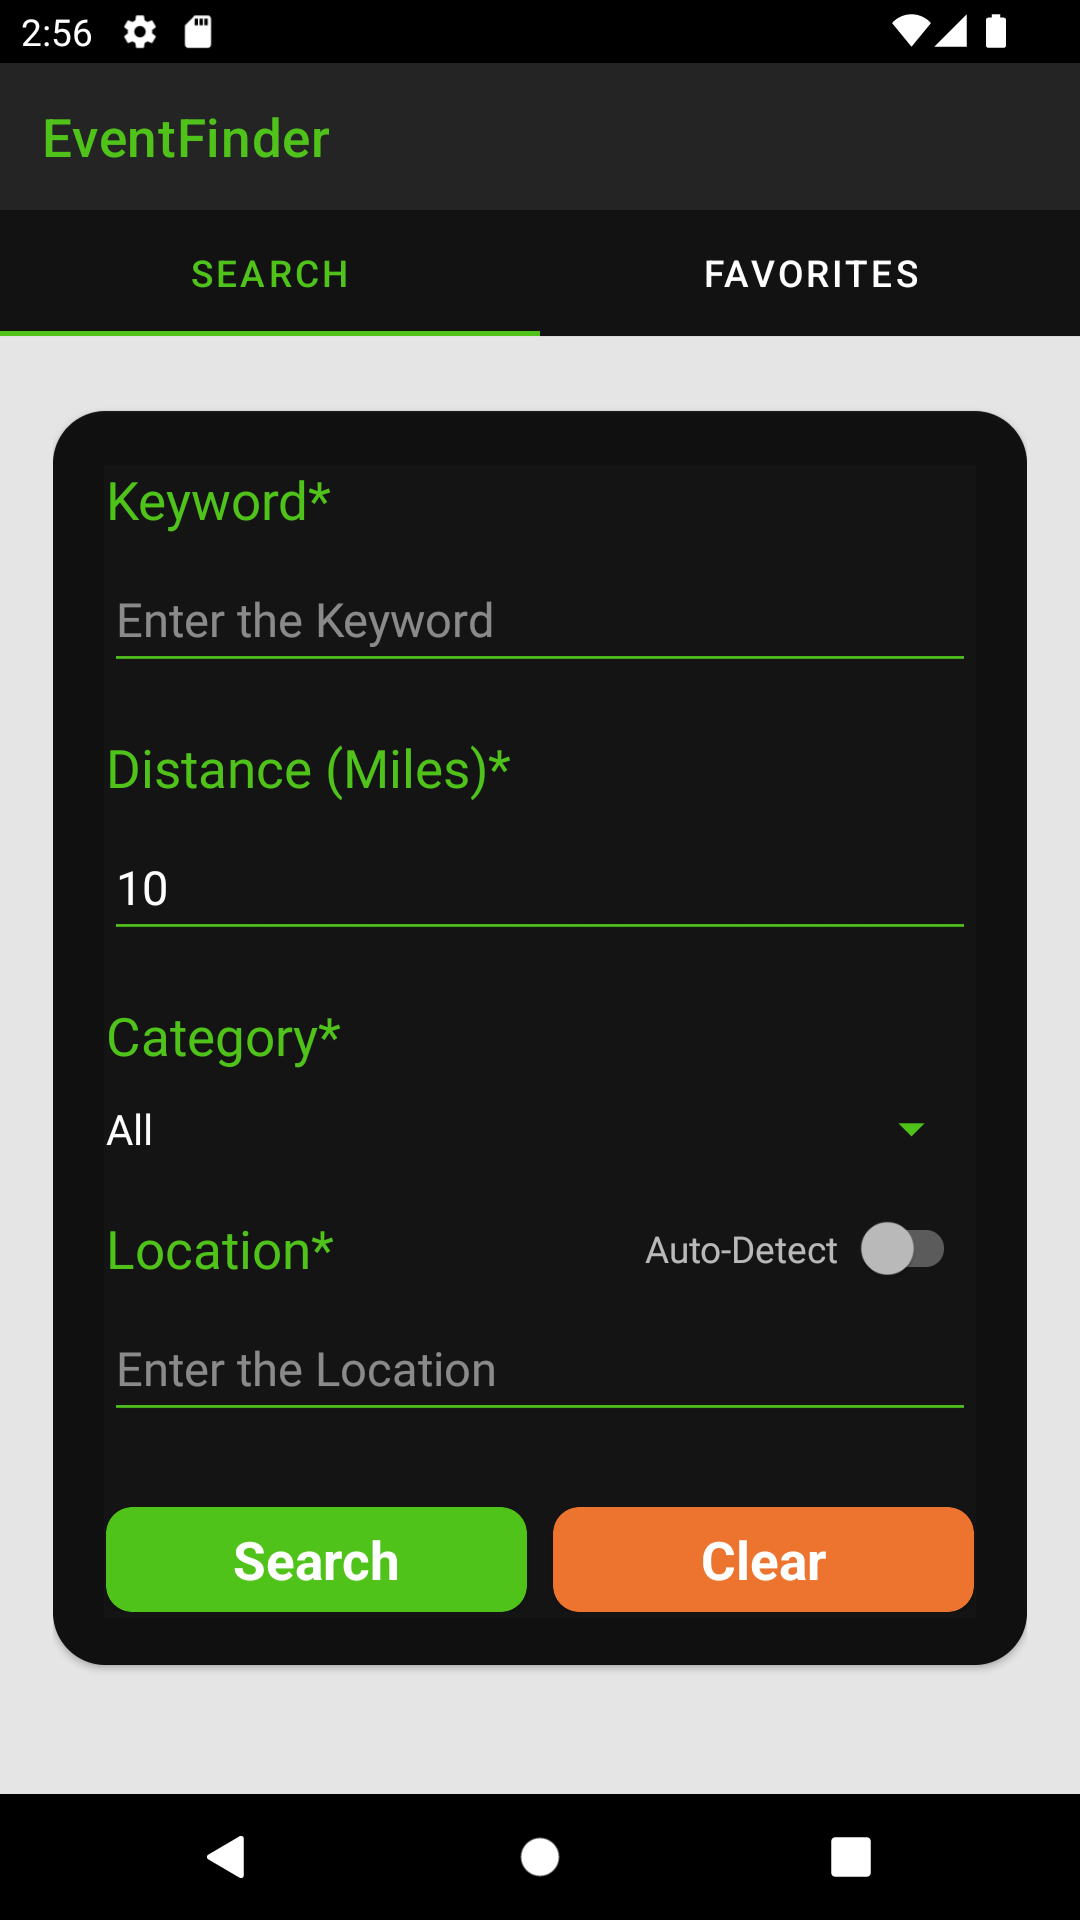 2:56
EventFinder
SEARCH
FAVORITES
Keyword*
Enter the Keyword
Distance (Miles)*
10
Category*
All
Location*
Auto-Detect
Enter the Location
Search
Clear